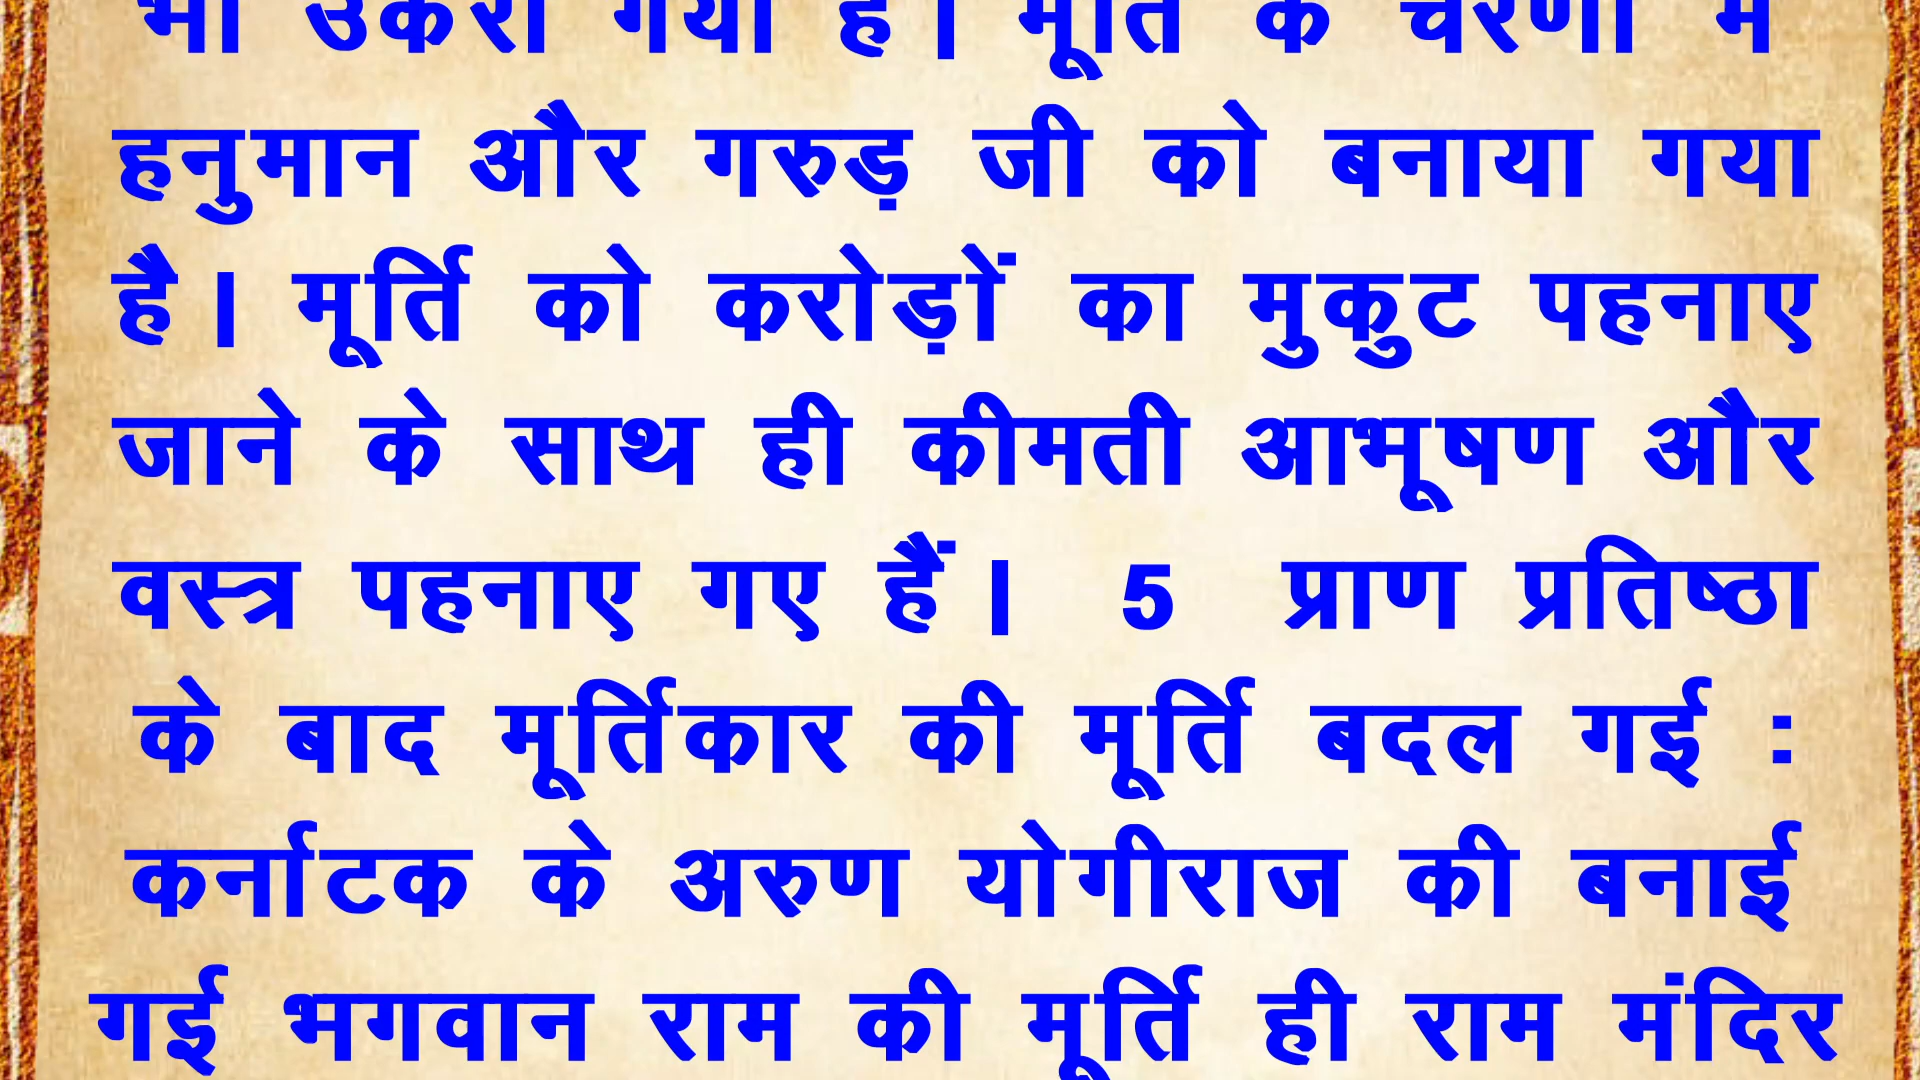 भी उकेरा गया है। मूर्ति के चरणों में
हनुमान और गरुड़ जी को बनाया गया
है। मूर्ति को करोड़ों का मुकुट पहनाए
जाने के साथ ही कीमती आभूषण और
वस्त्र पहनाए गए हैं। 5 प्राण प्रतिष्ठा
के बाद मूर्तिकार की मूर्ति बदल गई :
कर्नाटक के अरुण योगीराज की बनाई
गई भगवान राम की मूर्ति ही राम मंदिर